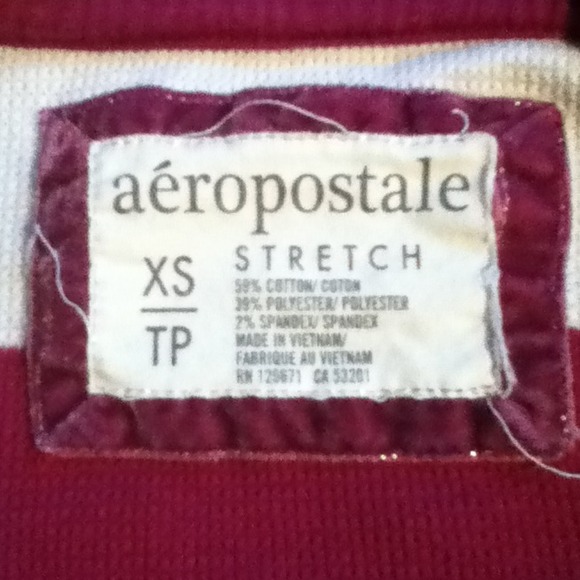 aéropostale
STRETCH
XS
TP
59% COTTON/ COTON
39% POLYESTER/ POLYESTER
2% SPANDEX/ SPANDEX
MADE IN VIETNAM/
FABRIQUE AU VIETNAM
RN 129671 CA 53201